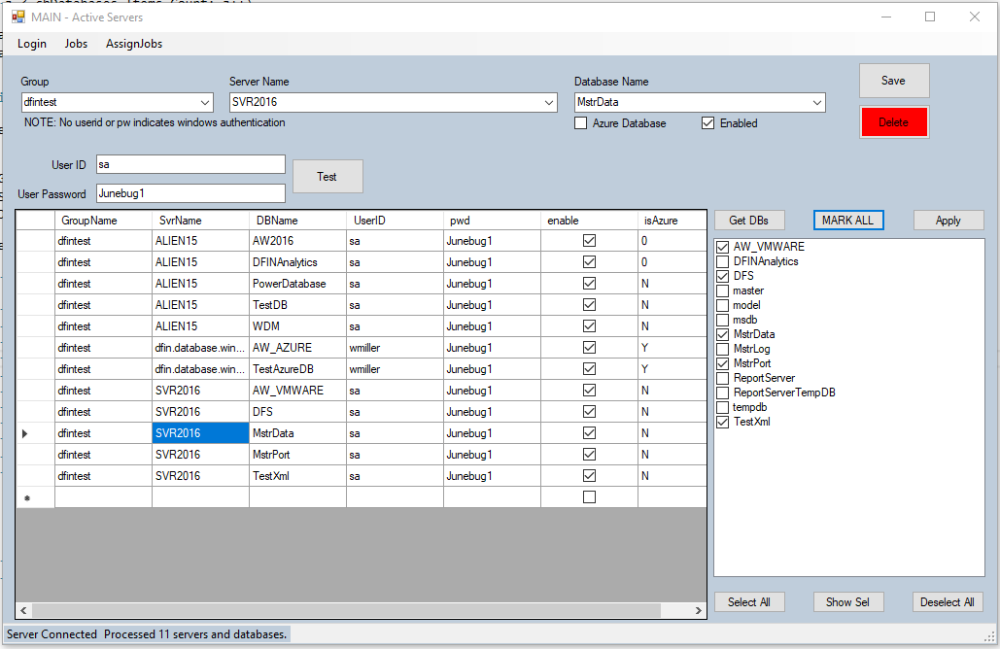 MAIN - Active Servers
Login Jobs AssignJobs
Group Server Name Database Name
dfintest SVR2016 MstrData
Save
NOTE: No userid or pw indicates windows authentication
Azure Database Enabled
Delete
User ID sa
Test
User Password Junebug1
GroupName SvrName DBName UserID pwd enable isAzure
dfintest ALIEN15 AW2016 sa Junebug1 0
dfintest ALIEN15 DFINAnalytics sa Junebug1 0
dfintest ALIEN15 PowerDatabase sa Junebug1 N
dfintest ALIEN15 TestDB sa Junebug1 N
dfintest ALIEN15 WDM sa Junebug1 N
dfintest dfin.database.win... AW_AZURE wmiller Junebug1 Y
dfintest dfin.database.win... TestAzureDB wmiller Junebug1 Y
dfintest SVR2016 AW_VMWARE sa Junebug1 N
dfintest SVR2016 DFS sa Junebug1 N
dfintest SVR2016 MstrData sa Junebug1 N
dfintest SVR2016 MstrPort sa Junebug1 N
dfintest SVR2016 TestXml sa Junebug1 N
Get DBs MARK ALL Apply
AW_VMWARE
DFINAnalytics
DFS
master
model
msdb
MstrData
MstrLog
MstrPort
ReportServer
ReportServerTempDB
tempdb
TestXml
Select All Show Sel Deselect All
Server Connected Processed 11 servers and databases.